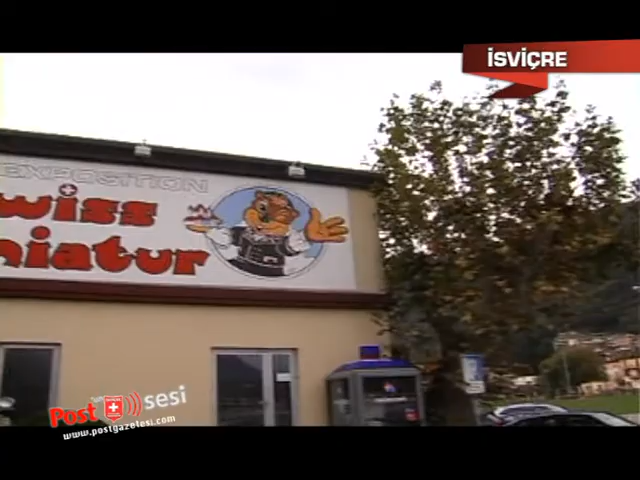 İSVİÇRE
EXPOSITION
wiss
niatur
Post sesi
www.postgazetesi.com